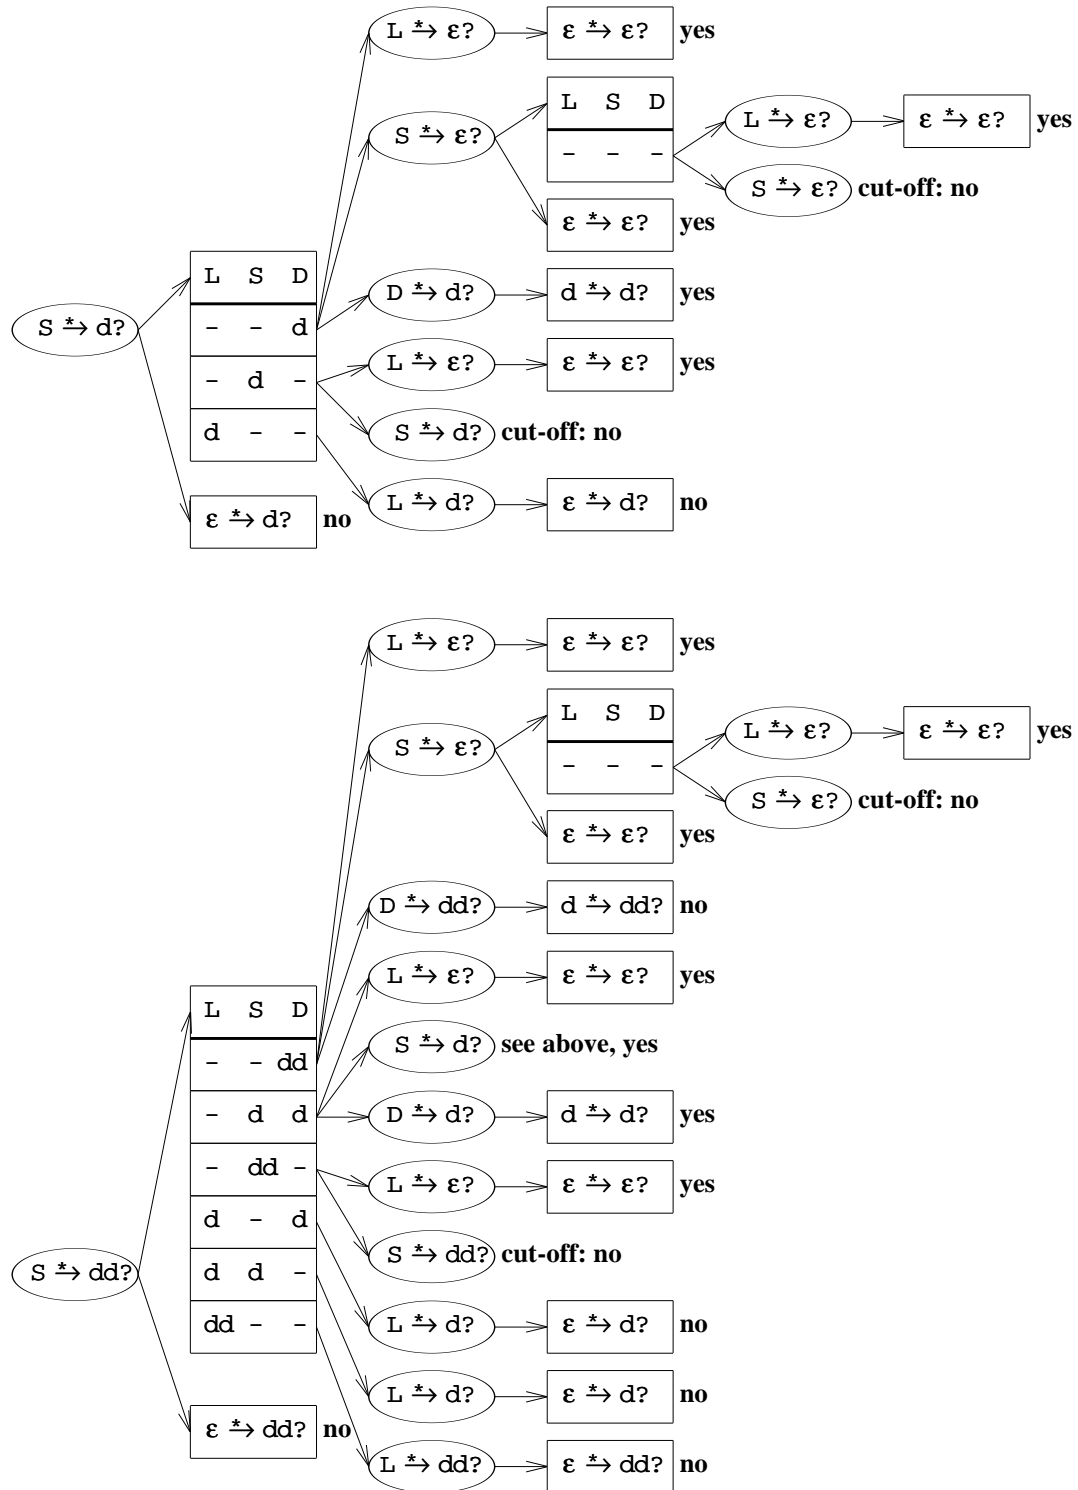 L *→ ε? ε *→ ε? yes
L S D
S *→ ε? L *→ ε? ε *→ ε? yes
- - -
S *→ ε? cut-off: no
ε *→ ε? yes
L S D D *→ d? d *→ d? yes
S *→ d? - - d
L *→ ε? ε *→ ε? yes
- d -
d - - S *→ d? cut-off: no
L *→ d? ε *→ d? no
ε *→ d? no
L *→ ε? ε *→ ε? yes
L S D
S *→ ε? L *→ ε? ε *→ ε? yes
- - -
S *→ ε? cut-off: no
ε *→ ε? yes
D *→ dd? d *→ dd? no
L *→ ε? ε *→ ε? yes
L S D
S *→ d? see above, yes
- - dd
- d d D *→ d? d *→ d? yes
- dd - L *→ ε? ε *→ ε? yes
d - d
S *→ dd? cut-off: no
S *→ dd? d d -
dd - - L *→ d? ε *→ d? no
L *→ d? ε *→ d? no
ε *→ dd? no
L *→ dd? ε *→ dd? no